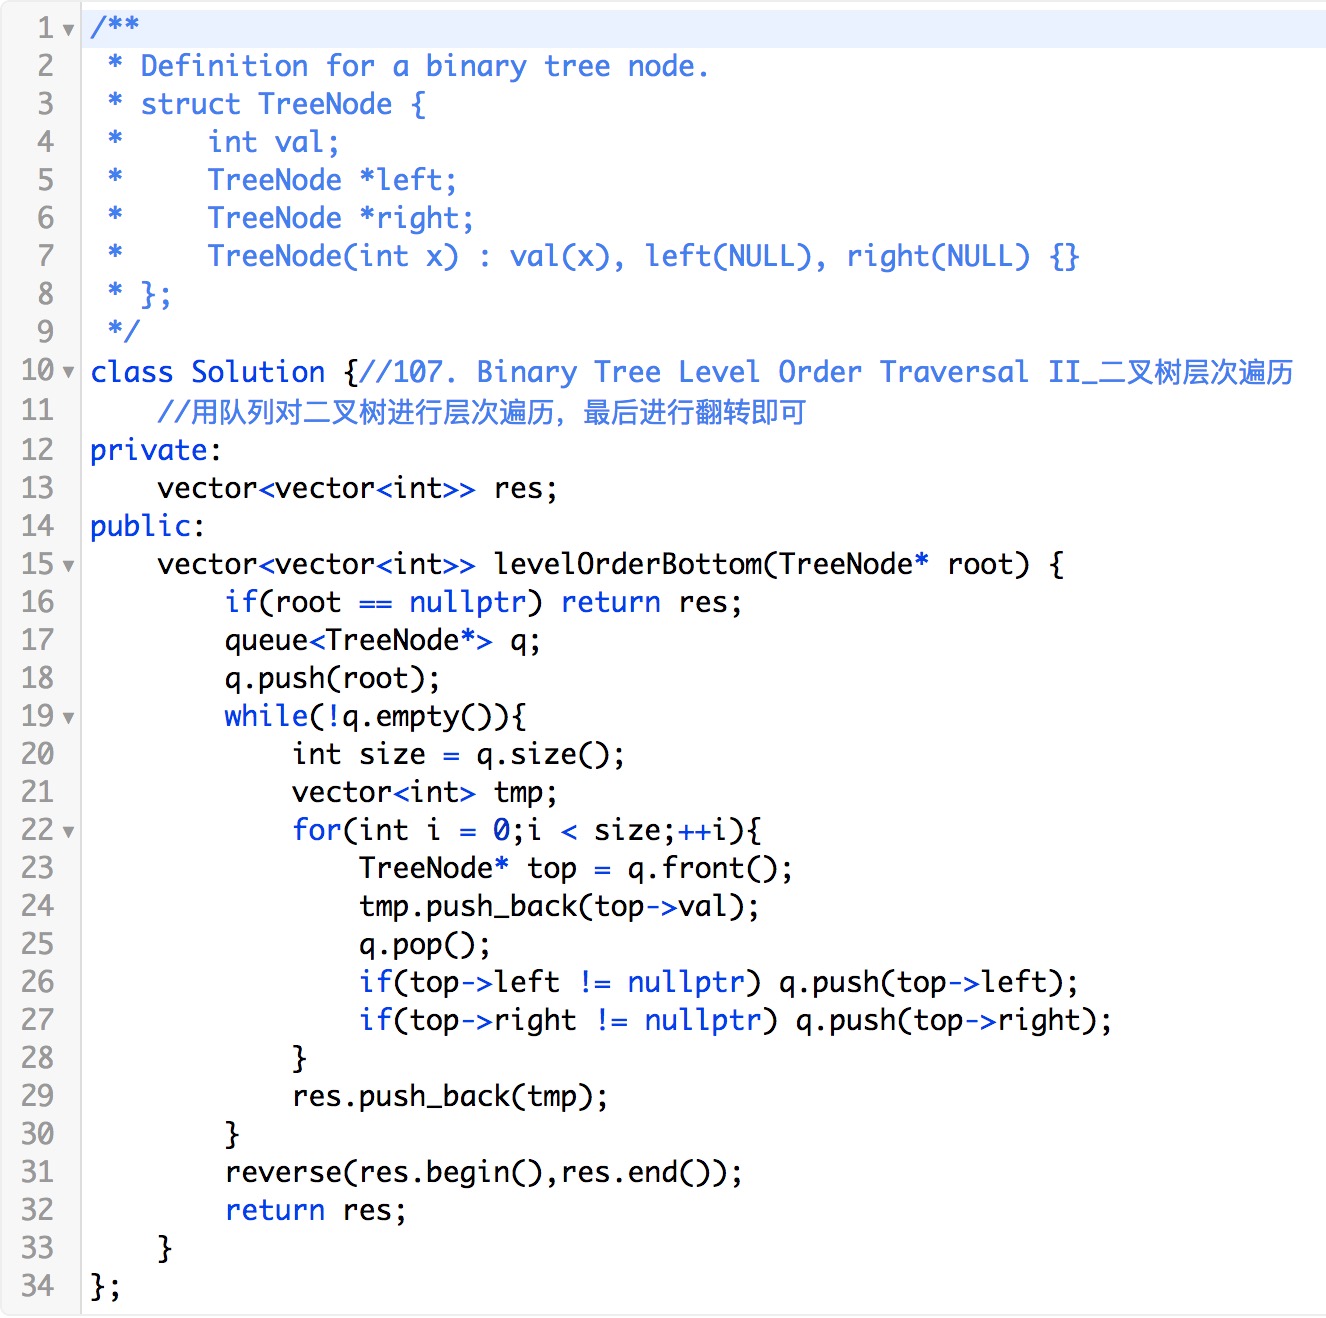 1 /**
2  * Definition for a binary tree node.
3  * struct TreeNode {
4  *     int val;
5  *     TreeNode *left;
6  *     TreeNode *right;
7  *     TreeNode(int x) : val(x), left(NULL), right(NULL) {}
8  * };
9  */
10 class Solution {//107. Binary Tree Level Order Traversal II_二叉树层次遍历
11     //用队列对二叉树进行层次遍历，最后进行翻转即可
12 private:
13     vector<vector<int>> res;
14 public:
15     vector<vector<int>> levelOrderBottom(TreeNode* root) {
16         if(root == nullptr) return res;
17         queue<TreeNode*> q;
18         q.push(root);
19         while(!q.empty()){
20             int size = q.size();
21             vector<int> tmp;
22             for(int i = 0;i < size;++i){
23                 TreeNode* top = q.front();
24                 tmp.push_back(top->val);
25                 q.pop();
26                 if(top->left != nullptr) q.push(top->left);
27                 if(top->right != nullptr) q.push(top->right);
28             }
29             res.push_back(tmp);
30         }
31         reverse(res.begin(),res.end());
32         return res;
33     }
34 };